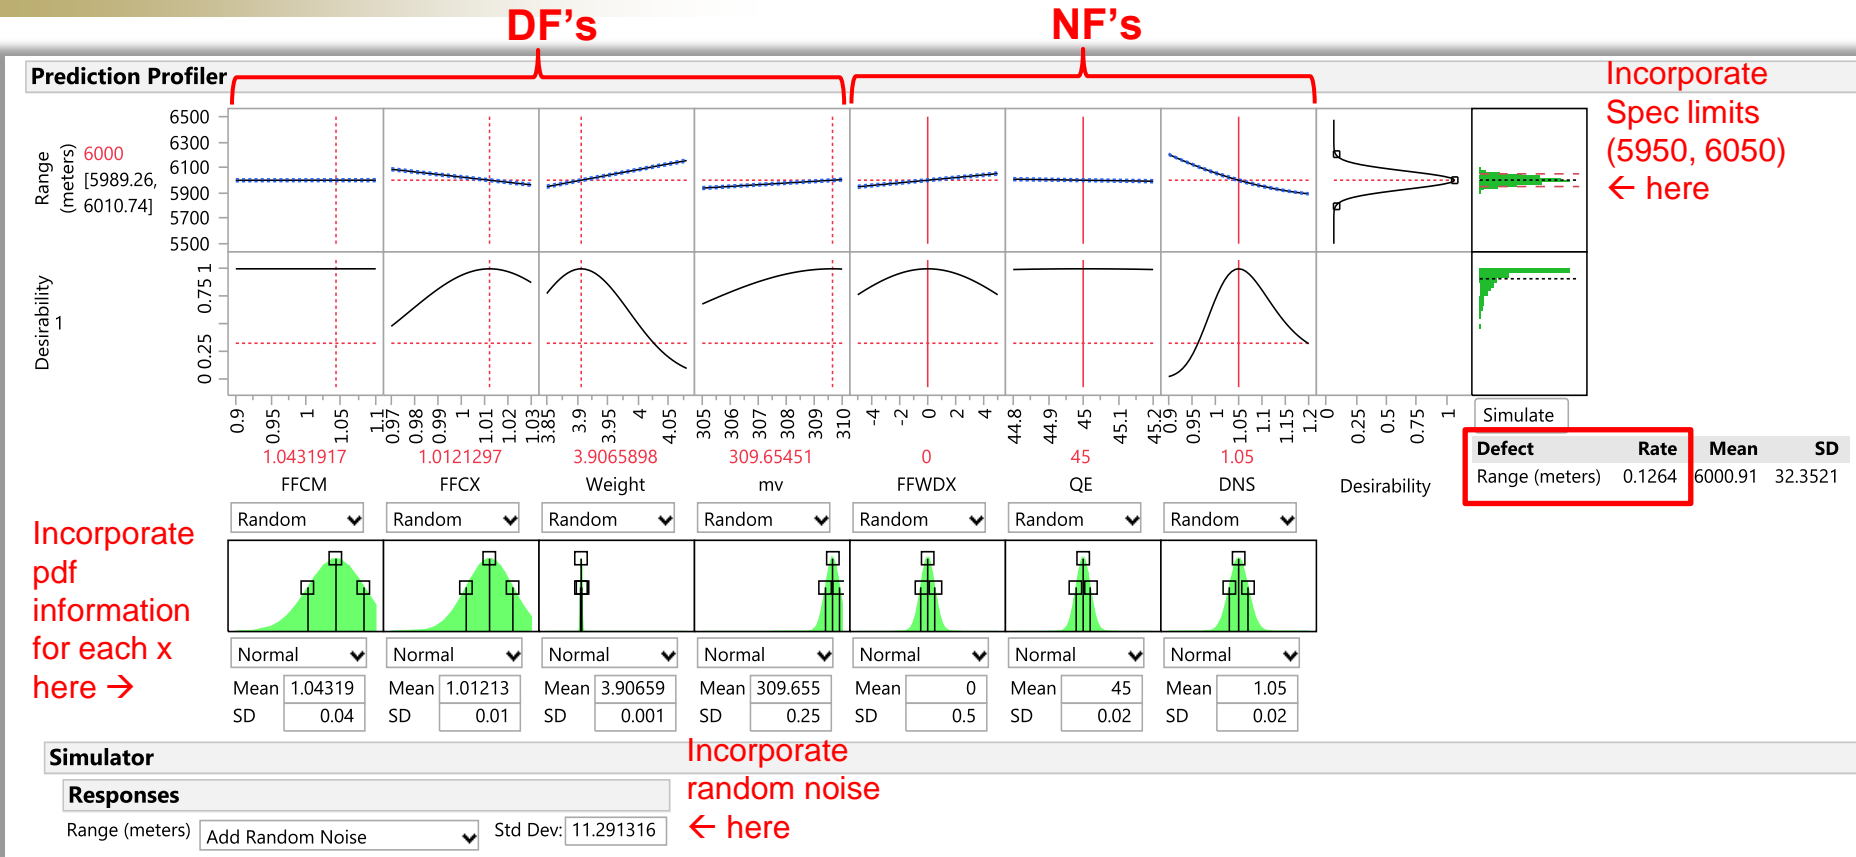 DF’s
NF’s
Prediction Profiler
Incorporate
Spec limits
(5950, 6050)
← here
Range
(meters)
6000
[5989.26,
6010.74]
6500
6300
6100
5900
5700
5500
Desirability
1
0 0.25 0.75 1
0.9 0.95 1 1.05 1.1
0.97 0.98 0.99 1 1.01 1.02 1.03
3.85 3.9 3.95 4 4.05
305 306 307 308 309 310
-4 -2 0 2 4
44.8 44.9 45 45.1 45.2
0.9 0.95 1 1.05 1.1 1.15 1.2
0 0.25 0.5 0.75 1
1.0431917 1.0121297 3.9065898 309.65451 0 45 1.05
FFCM FFCX Weight mv FFWDX QE DNS Desirability
Simulate
Defect Rate Mean SD
Range (meters) 0.1264 6000.91 32.3521
Random Random Random Random Random Random Random
Incorporate
pdf
information
for each x
here →
Normal Normal Normal Normal Normal Normal Normal
Mean 1.04319 Mean 1.01213 Mean 3.90659 Mean 309.655 Mean 0 Mean 45 Mean 1.05
SD 0.04 SD 0.01 SD 0.001 SD 0.25 SD 0.5 SD 0.02 SD 0.02
Simulator
Responses
Range (meters) Add Random Noise Std Dev: 11.291316
Incorporate
random noise
← here